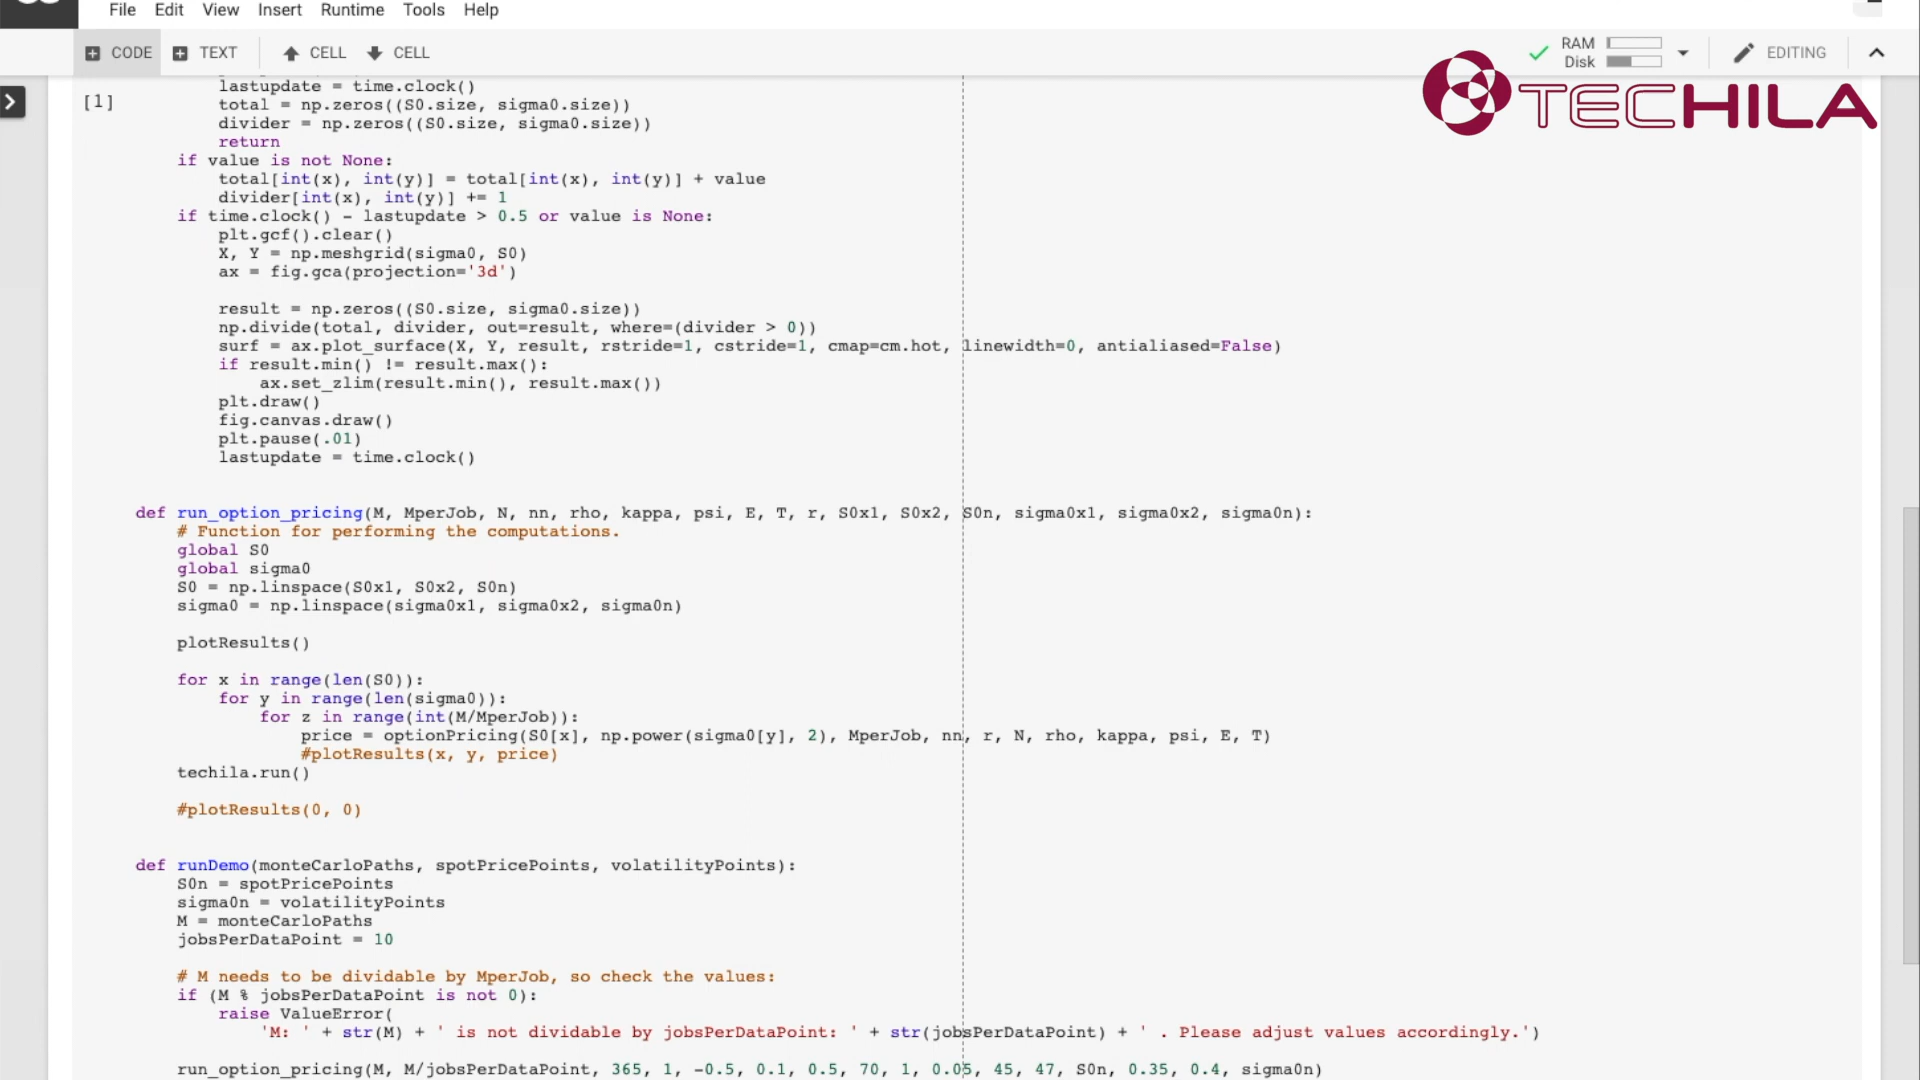 File Edit View Insert Runtime Tools Help
CODE TEXT CELL CELL RAM Disk EDITING
TECHILA
[1]
lastupdate = time.clock()
total = np.zeros((S0.size, sigma0.size))
divider = np.zeros((S0.size, sigma0.size))
return
if value is not None:
total[int(x), int(y)] = total[int(x), int(y)] + value
divider[int(x), int(y)] += 1
if time.clock() - lastupdate > 0.5 or value is None:
plt.gcf().clear()
X, Y = np.meshgrid(sigma0, S0)
ax = fig.gca(projection='3d')
result = np.zeros((S0.size, sigma0.size))
np.divide(total, divider, out=result, where=(divider > 0))
surf = ax.plot_surface(X, Y, result, rstride=1, cstride=1, cmap=cm.hot, linewidth=0, antialiased=False)
if result.min() != result.max():
ax.set_zlim(result.min(), result.max())
plt.draw()
fig.canvas.draw()
plt.pause(.01)
lastupdate = time.clock()
def run_option_pricing(M, MperJob, N, nn, rho, kappa, psi, E, T, r, S0x1, S0x2, S0n, sigma0x1, sigma0x2, sigma0n):
# Function for performing the computations.
global S0
global sigma0
S0 = np.linspace(S0x1, S0x2, S0n)
sigma0 = np.linspace(sigma0x1, sigma0x2, sigma0n)
plotResults()
for x in range(len(S0)):
for y in range(len(sigma0)):
for z in range(int(M/MperJob)):
price = optionPricing(S0[x], np.power(sigma0[y], 2), MperJob, nn, r, N, rho, kappa, psi, E, T)
#plotResults(x, y, price)
techila.run()
#plotResults(0, 0)
def runDemo(monteCarloPaths, spotPricePoints, volatilityPoints):
S0n = spotPricePoints
sigma0n = volatilityPoints
M = monteCarloPaths
jobsPerDataPoint = 10
# M needs to be dividable by MperJob, so check the values:
if (M % jobsPerDataPoint is not 0):
raise ValueError(
'M: ' + str(M) + ' is not dividable by jobsPerDataPoint: ' + str(jobsPerDataPoint) + ' . Please adjust values accordingly.')
run_option_pricing(M, M/jobsPerDataPoint, 365, 1, -0.5, 0.1, 0.5, 70, 1, 0.05, 45, 47, S0n, 0.35, 0.4, sigma0n)